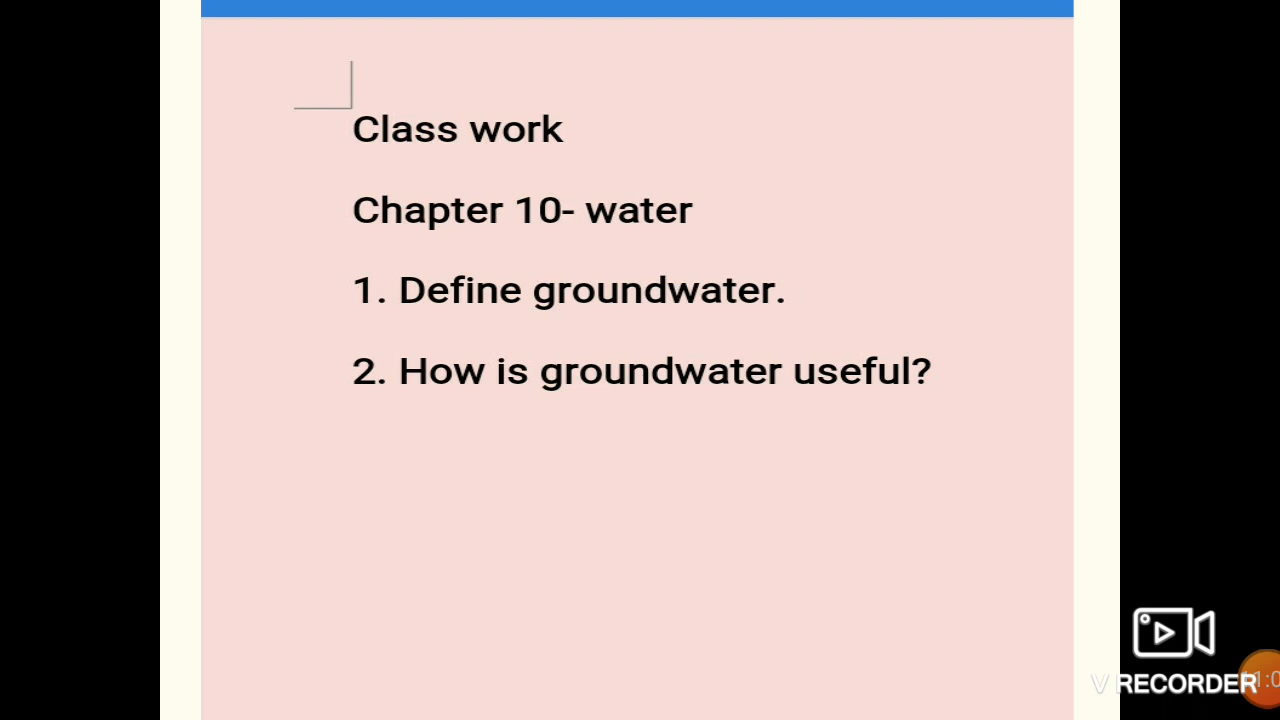 Class work
Chapter 10- water
1. Define groundwater.
2. How is groundwater useful?
V RECORDER